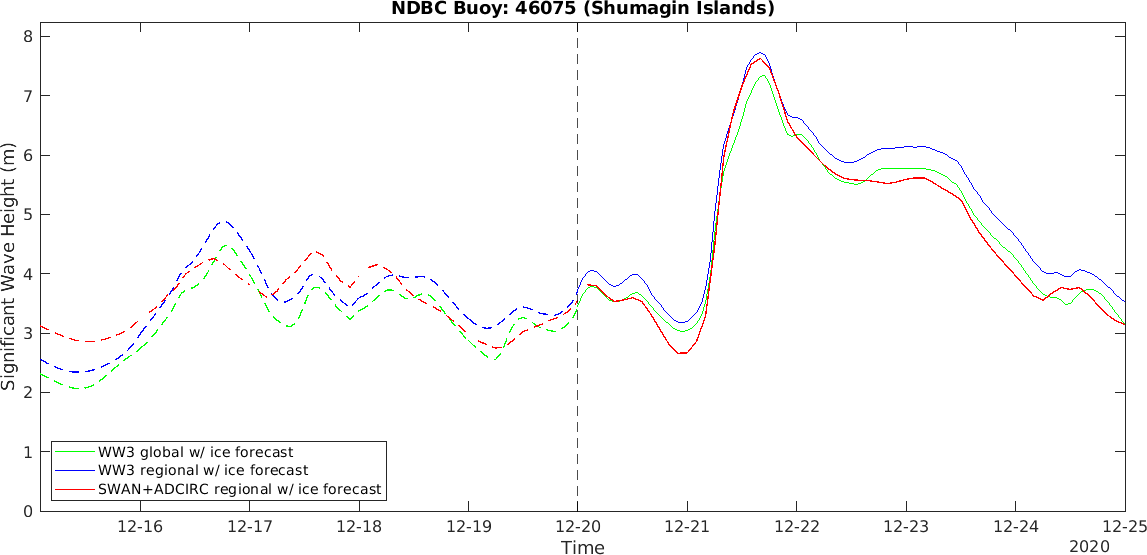 NDBC Buoy: 46075 (Shumagin Islands)
8
7
6
5
4
3
2
1
0
Significant Wave Height (m)
WW3 global w/ ice forecast
WW3 regional w/ ice forecast
SWAN+ADCIRC regional w/ ice forecast
12-16 12-17 12-18 12-19 12-20 12-21 12-22 12-23 12-24 12-25
Time
2020